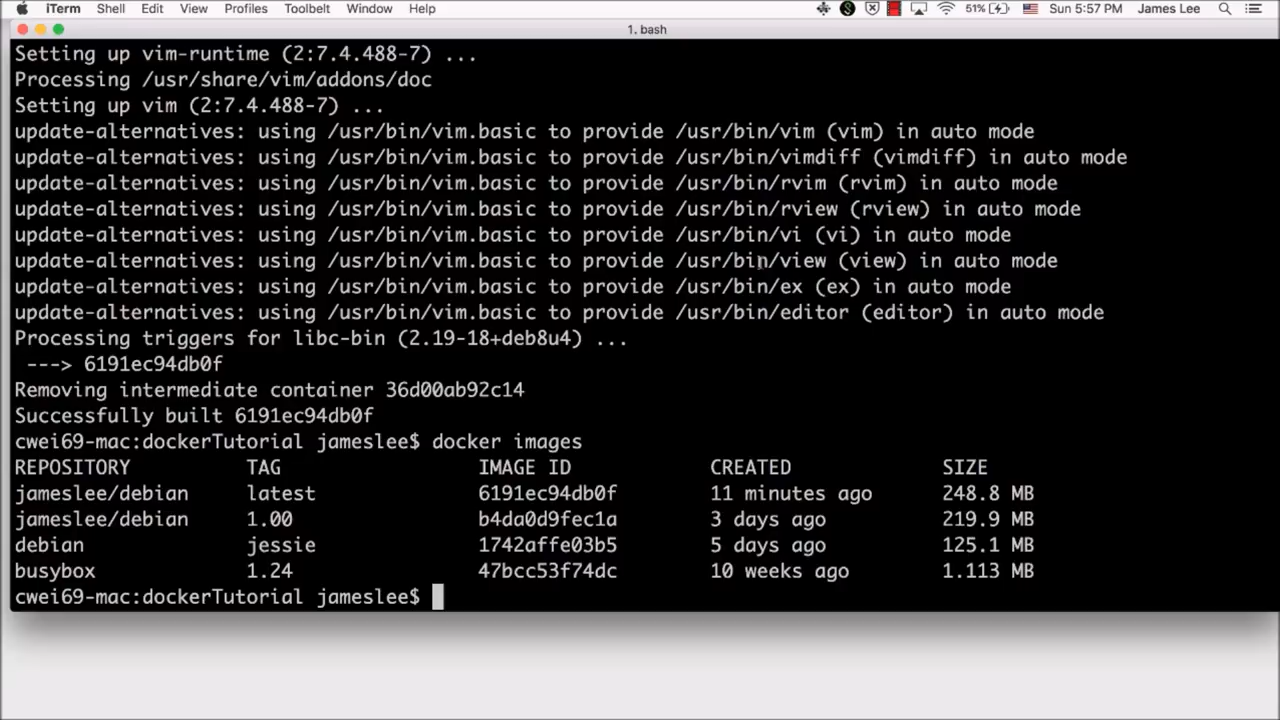 iTerm Shell Edit View Profiles Toolbelt Window Help 51% Sun 5:57 PM James Lee
1. bash
Setting up vim-runtime (2:7.4.488-7) ...
Processing /usr/share/vim/addons/doc
Setting up vim (2:7.4.488-7) ...
update-alternatives: using /usr/bin/vim.basic to provide /usr/bin/vim (vim) in auto mode
update-alternatives: using /usr/bin/vim.basic to provide /usr/bin/vimdiff (vimdiff) in auto mode
update-alternatives: using /usr/bin/vim.basic to provide /usr/bin/rvim (rvim) in auto mode
update-alternatives: using /usr/bin/vim.basic to provide /usr/bin/rview (rview) in auto mode
update-alternatives: using /usr/bin/vim.basic to provide /usr/bin/vi (vi) in auto mode
update-alternatives: using /usr/bin/vim.basic to provide /usr/bin/view (view) in auto mode
update-alternatives: using /usr/bin/vim.basic to provide /usr/bin/ex (ex) in auto mode
update-alternatives: using /usr/bin/vim.basic to provide /usr/bin/editor (editor) in auto mode
Processing triggers for libc-bin (2.19-18+deb8u4) ...
---> 6191ec94db0f
Removing intermediate container 36d00ab92c14
Successfully built 6191ec94db0f
cwei69-mac:dockerTutorial jameslee$ docker images
REPOSITORY TAG IMAGE ID CREATED SIZE
jameslee/debian latest 6191ec94db0f 11 minutes ago 248.8 MB
jameslee/debian 1.00 b4da0d9fec1a 3 days ago 219.9 MB
debian jessie 1742affe03b5 5 days ago 125.1 MB
busybox 1.24 47bcc53f74dc 10 weeks ago 1.113 MB
cwei69-mac:dockerTutorial jameslee$